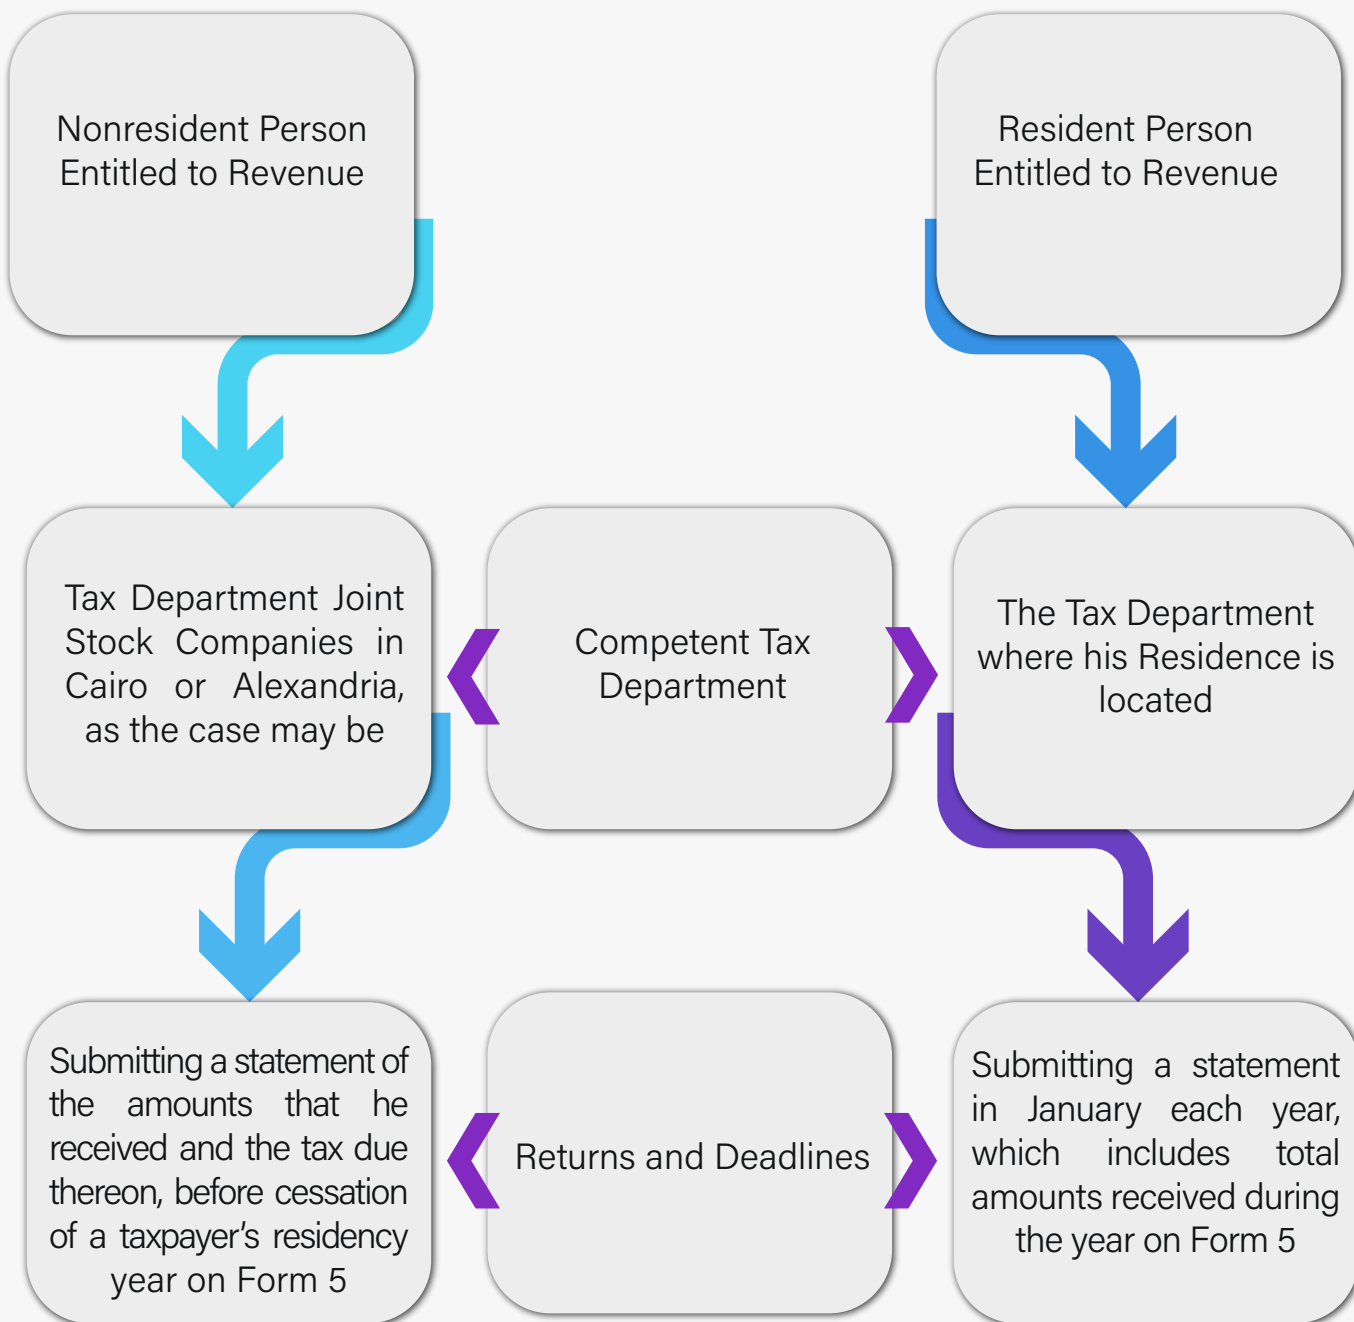 Nonresident Person
Entitled to Revenue
Resident Person
Entitled to Revenue
Tax Department Joint
Stock Companies in
Cairo or Alexandria,
as the case may be
Competent Tax
Department
The Tax Department
where his Residence is
located
Submitting a statement of
the amounts that he
received and the tax due
thereon, before cessation
of a taxpayer's residency
year on Form 5
Returns and Deadlines
Submitting a statement
in January each year,
which includes total
amounts received during
the year on Form 5